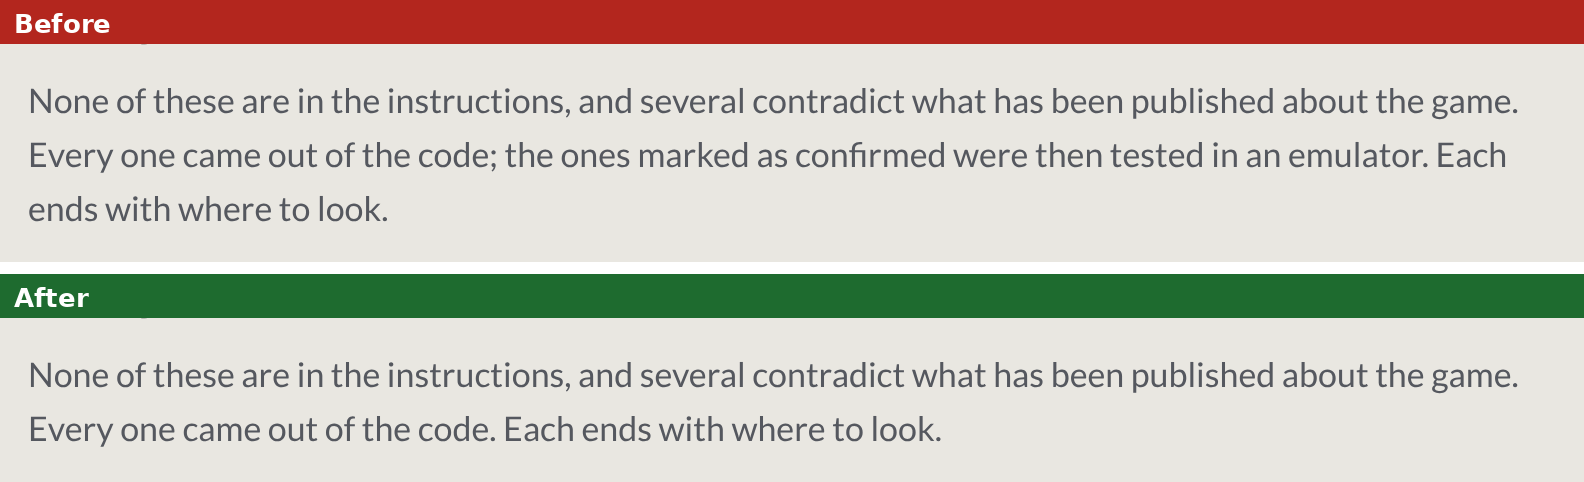 Before
None of these are in the instructions, and several contradict what has been published about the game.
Every one came out of the code; the ones marked as confirmed were then tested in an emulator. Each
ends with where to look.
After
None of these are in the instructions, and several contradict what has been published about the game.
Every one came out of the code. Each ends with where to look.